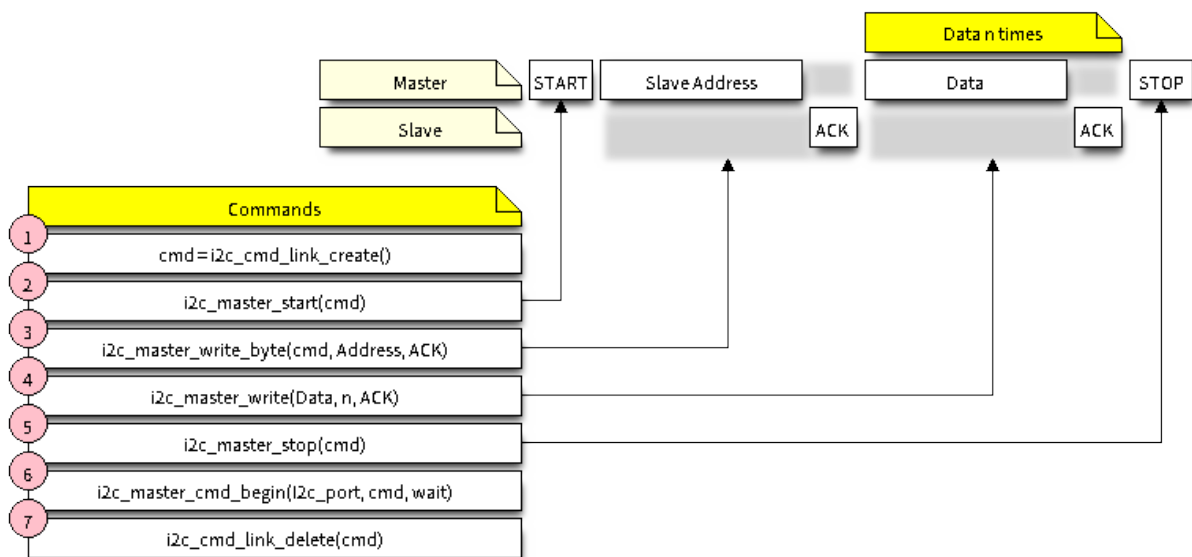 Data n times
Master START Slave Address Data STOP
Slave ACK ACK
Commands
1
cmd=i2c_cmd_link_create()
2
i2c_master_start(cmd)
3
i2c_master_write_byte(cmd, Address, ACK)
4
i2c_master_write(Data, n, ACK)
5
i2c_master_stop(cmd)
6
i2c_master_cmd_begin(I2c_port, cmd, wait)
7
i2c_cmd_link_delete(cmd)